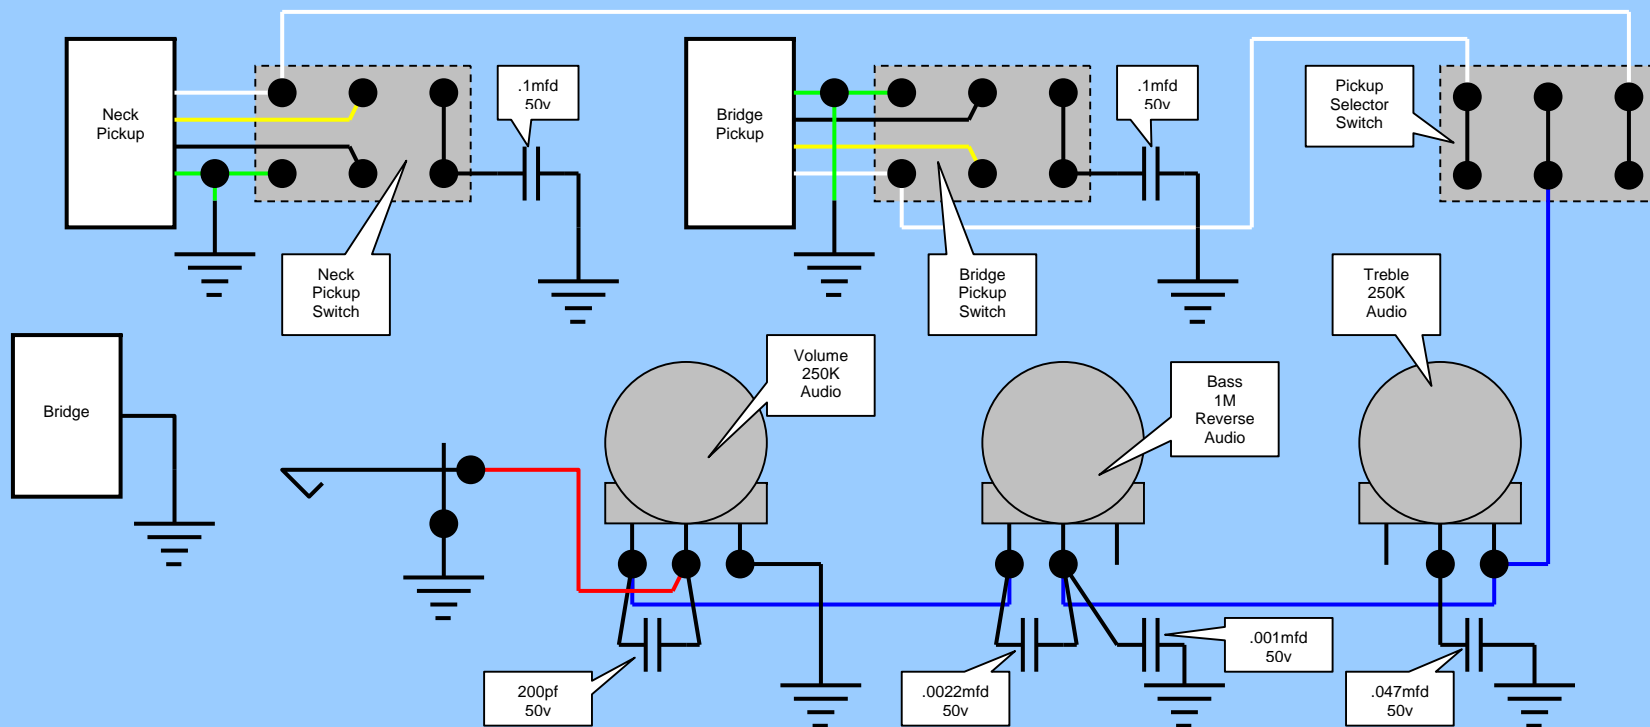 Neck
Pickup
.1mfd
50v
Bridge
Pickup
.1mfd
50v
Pickup
Selector
Switch
Neck
Pickup
Switch
Bridge
Pickup
Switch
Treble
250K
Audio
Bridge
Volume
250K
Audio
Bass
1M
Reverse
Audio
200pf
50v
.0022mfd
50v
.001mfd
50v
.047mfd
50v